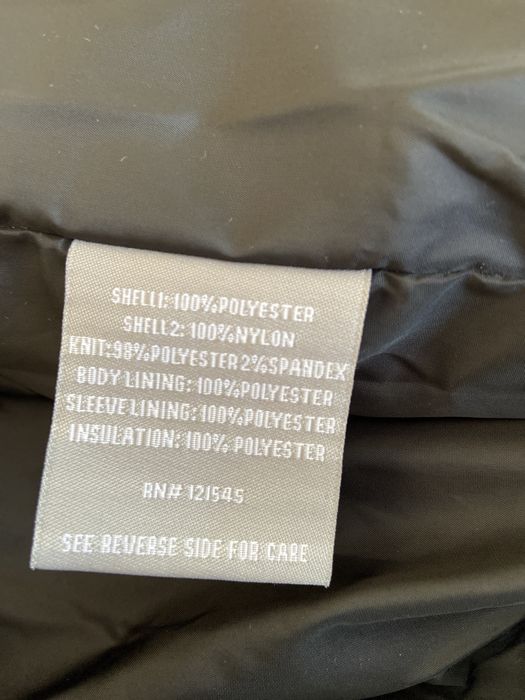 SHELL1: 100%POLYESTER
SHELL2: 100%NYLON
KNIT:98%POLYESTER 2%SPANDEX
BODY LINING: 100%POLYESTER
SLEEVE LINING: 100%POLYESTER
INSULATION: 100% POLYESTER
RN# 121545
SEE REVERSE SIDE FOR CARE